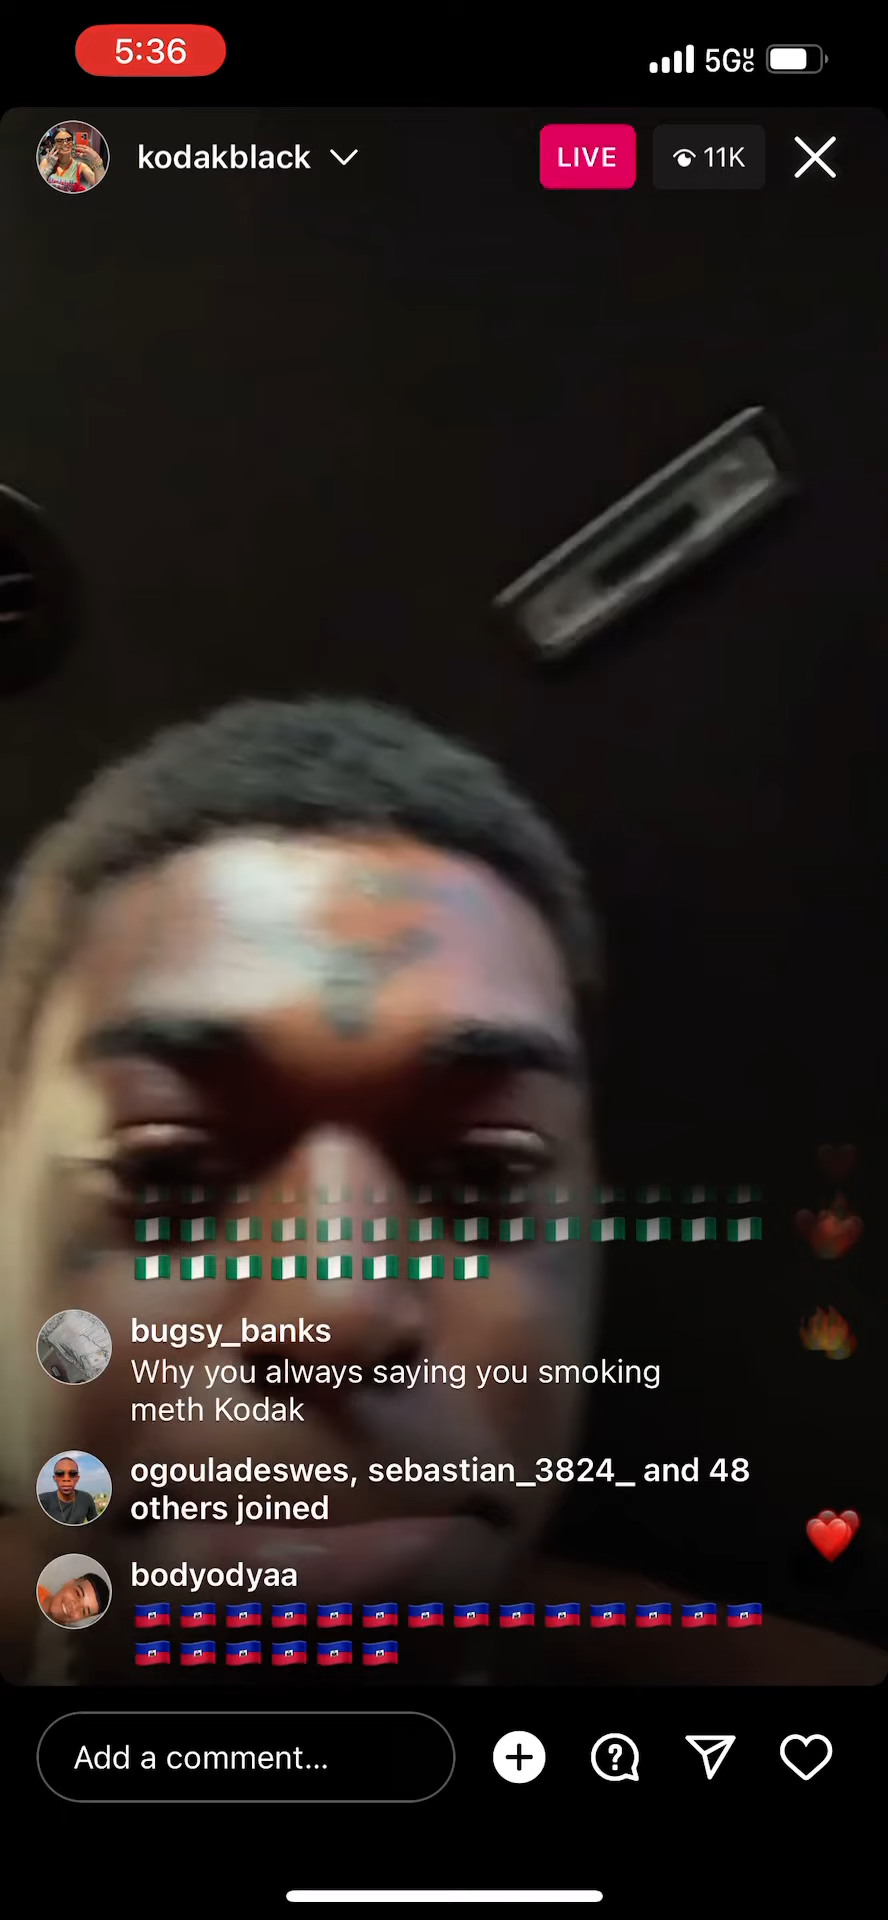 5:36
5GUC
kodakblack
LIVE
11K
bugsy_banks
Why you always saying you smoking
meth Kodak
ogouladeswes, sebastian_3824_ and 48
others joined
bodyodyaa
Add a comment...